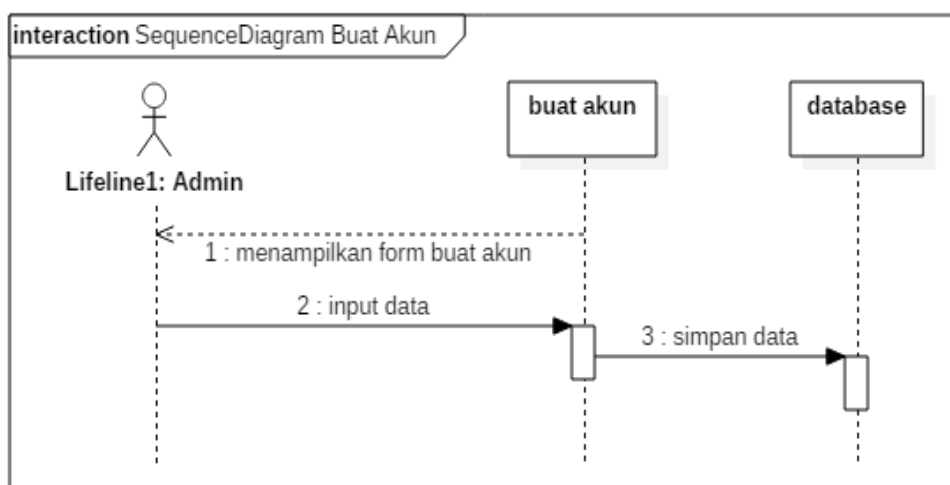 interaction SequenceDiagram Buat Akun
buat akun
database
Lifeline1: Admin
1 : menampilkan form buat akun
2 : input data
3 : simpan data